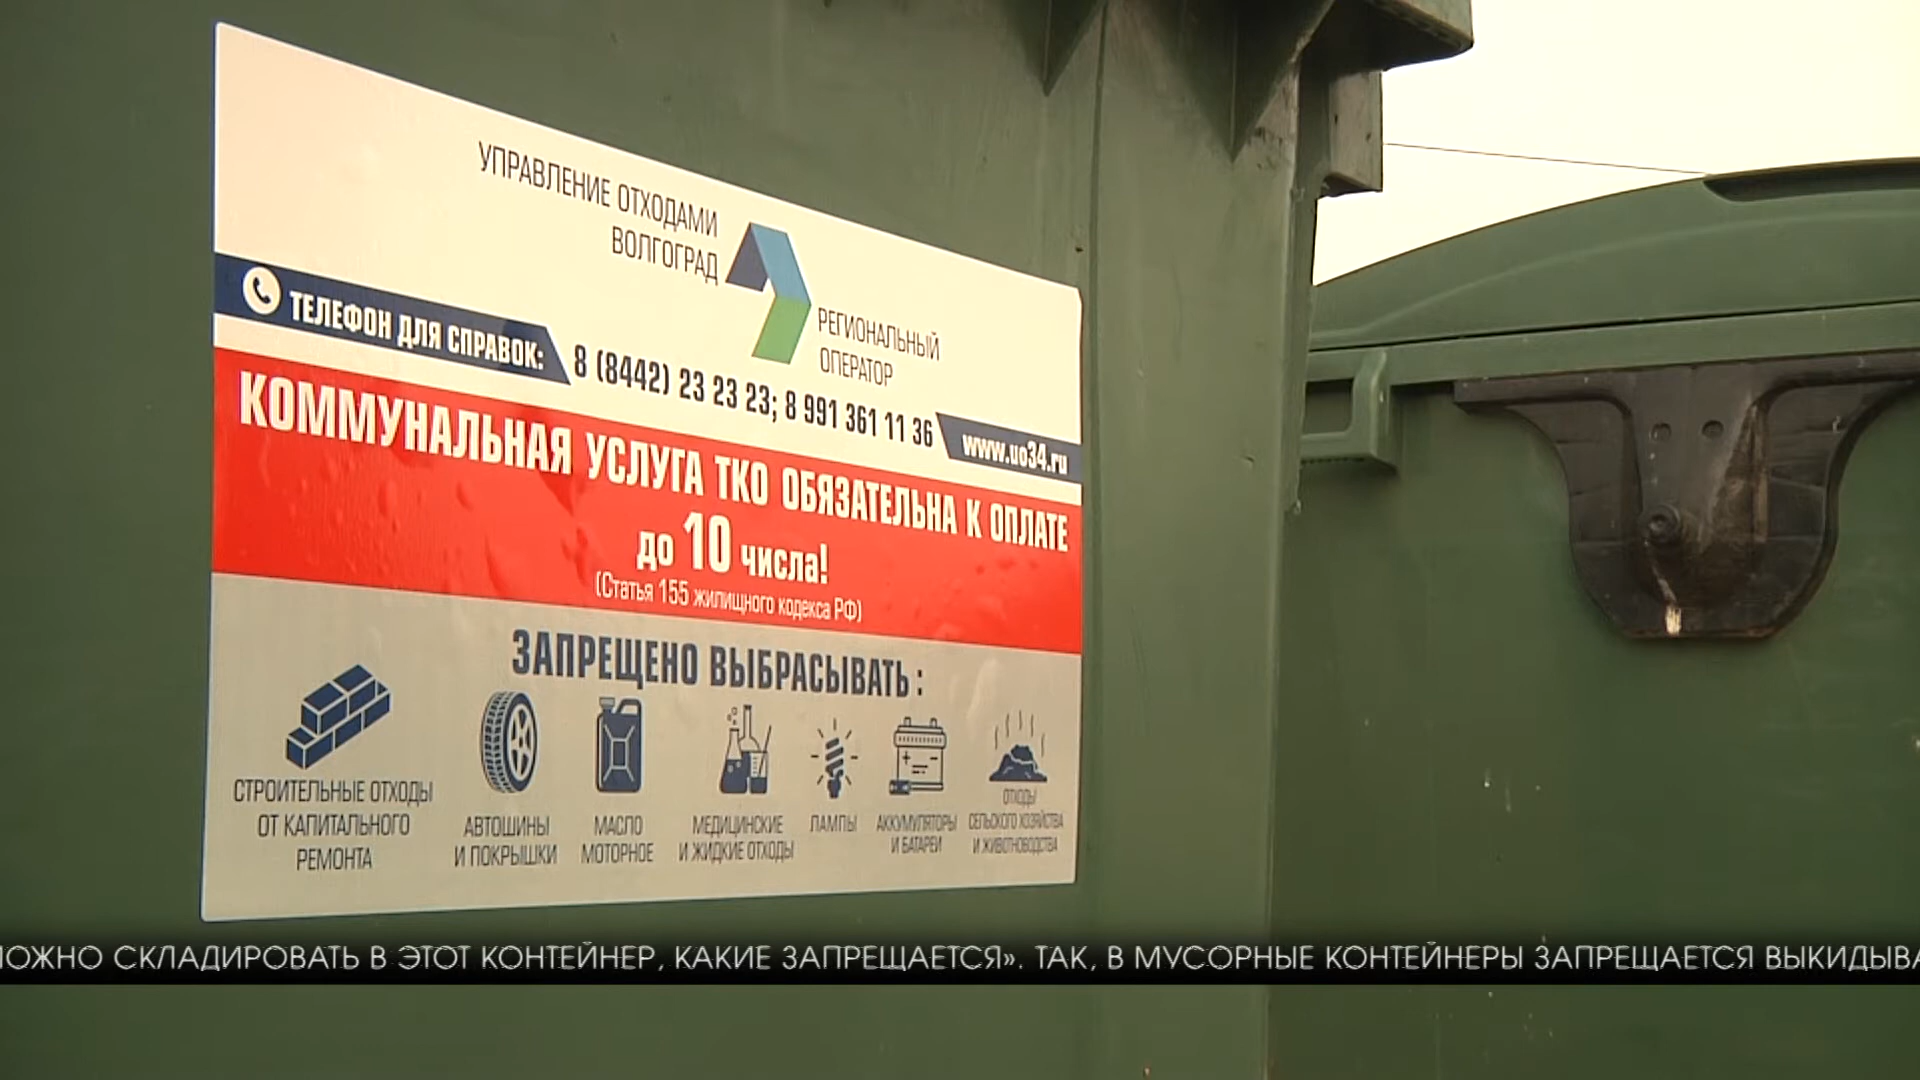 УПРАВЛЕНИЕ ОТХОДАМИ
ВОЛГОГРАД
РЕГИОНАЛЬНЫЙ
ОПЕРАТОР
ТЕЛЕФОН ДЛЯ СПРАВОК:
8 (8442) 23 23 23; 8 991 361 11 36
www.uo34.ru
КОММУНАЛЬНАЯ УСЛУГА ТКО ОБЯЗАТЕЛЬНА К ОПЛАТЕ
до 10 числа!
(Статья 155 жилищного кодекса РФ)
ЗАПРЕЩЕНО ВЫБРАСЫВАТЬ:
СТРОИТЕЛЬНЫЕ ОТХОДЫ
ОТ КАПИТАЛЬНОГО
РЕМОНТА
АВТОШИНЫ
И ПОКРЫШКИ
МАСЛО
МОТОРНОЕ
МЕДИЦИНСКИЕ
И ЖИДКИЕ ОТХОДЫ
ЛАМПЫ
АККУМУЛЯТОРЫ
И БАТАРЕИ
ОТХОДЫ
СЕЛЬСКОГО ХОЗЯЙСТВА
И ЖИВОТНОВОДСТВА
МОЖНО СКЛАДИРОВАТЬ В ЭТОТ КОНТЕЙНЕР, КАКИЕ ЗАПРЕЩАЕТСЯ». ТАК, В МУСОРНЫЕ КОНТЕЙНЕРЫ ЗАПРЕЩАЕТСЯ ВЫКИДЫВА